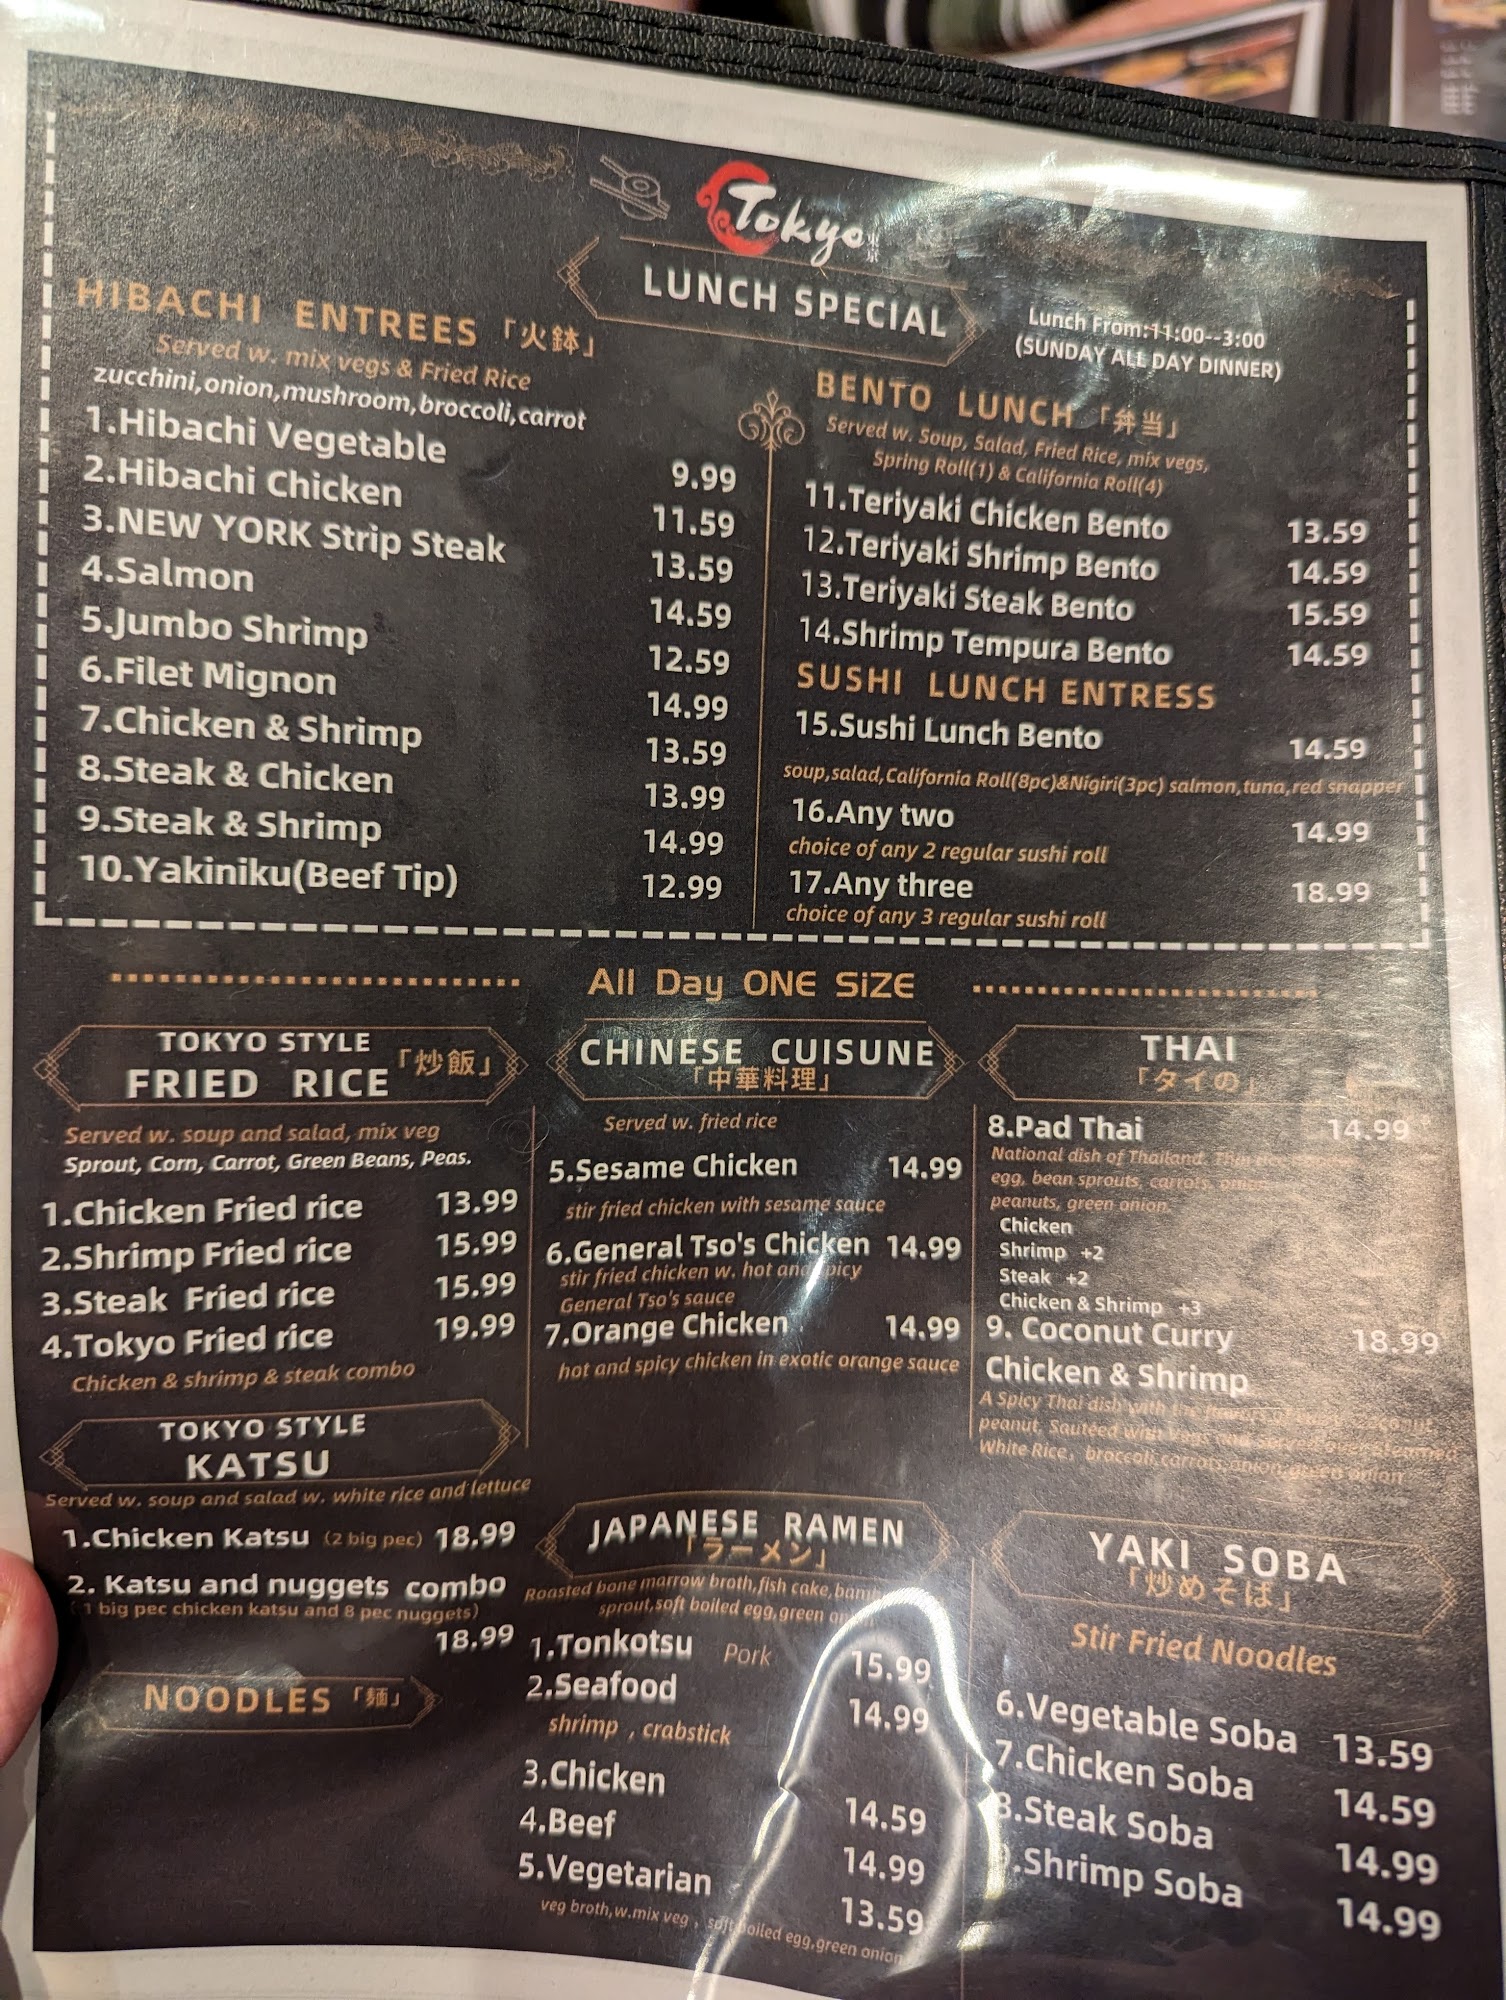 Tokyo
LUNCH SPECIAL
Lunch From:11:00--3:00
(SUNDAY ALL DAY DINNER)
HIBACHI ENTREES 「火鉢」
Served w. mix vegs & Fried Rice
zucchini,onion,mushroom,broccoli,carrot
1.Hibachi Vegetable 9.99
2.Hibachi Chicken 11.59
3.NEW YORK Strip Steak 13.59
4.Salmon 14.59
5.Jumbo Shrimp 12.59
6.Filet Mignon 14.99
7.Chicken & Shrimp 13.59
8.Steak & Chicken 13.99
9.Steak & Shrimp 14.99
10.Yakiniku(Beef Tip) 12.99
BENTO LUNCH 「弁当」
Served w. Soup, Salad, Fried Rice, mix vegs,
Spring Roll(1) & California Roll(4)
11.Teriyaki Chicken Bento 13.59
12.Teriyaki Shrimp Bento 14.59
13.Teriyaki Steak Bento 15.59
14.Shrimp Tempura Bento 14.59
SUSHI LUNCH ENTRESS
15.Sushi Lunch Bento 14.59
soup,salad,California Roll(8pc)&Nigiri(3pc) salmon,tuna,red snapper
16.Any two 14.99
choice of any 2 regular sushi roll
17.Any three 18.99
choice of any 3 regular sushi roll
All Day ONE SiZE
TOKYO STYLE
FRIED RICE 「炒飯」
Served w. soup and salad, mix veg
Sprout, Corn, Carrot, Green Beans, Peas.
1.Chicken Fried rice 13.99
2.Shrimp Fried rice 15.99
3.Steak Fried rice 15.99
4.Tokyo Fried rice 19.99
Chicken & shrimp & steak combo
TOKYO STYLE
KATSU
Served w. soup and salad w. white rice and lettuce
1.Chicken Katsu (2 big pec) 18.99
2. Katsu and nuggets combo
(1 big pec chicken katsu and 8 pec nuggets)
18.99
NOODLES 「麺」
CHINESE CUISUNE
「中華料理」
Served w. fried rice
5.Sesame Chicken 14.99
stir fried chicken with sesame sauce
6.General Tso's Chicken 14.99
stir fried chicken w. hot and spicy
General Tso's sauce
7.Orange Chicken 14.99
hot and spicy chicken in exotic orange sauce
THAI
「タイの」
8.Pad Thai 14.99
National dish of Thailand,
egg, bean sprouts, carrots,
peanuts, green onion.
Chicken
Shrimp +2
Steak +2
Chicken & Shrimp +3
9. Coconut Curry 18.99
Chicken & Shrimp
A Spicy Thai dish with
peanut, Sauteed with
White Rice, broccoli,carrots,onion,green onion
JAPANESE RAMEN
「ラーメン」
Roasted bone marrow broth,fish cake,
sprout,soft boiled egg,green
1.Tonkotsu Pork 15.99
2.Seafood 14.99
shrimp , crabstick
3.Chicken 14.59
4.Beef 14.99
5.Vegetarian 13.59
veg broth,w.mix veg , soft boiled egg,green onion
YAKI SOBA
「炒めそば」
Stir Fried Noodles
6.Vegetable Soba 13.59
7.Chicken Soba 14.59
8.Steak Soba 14.99
9.Shrimp Soba 14.99